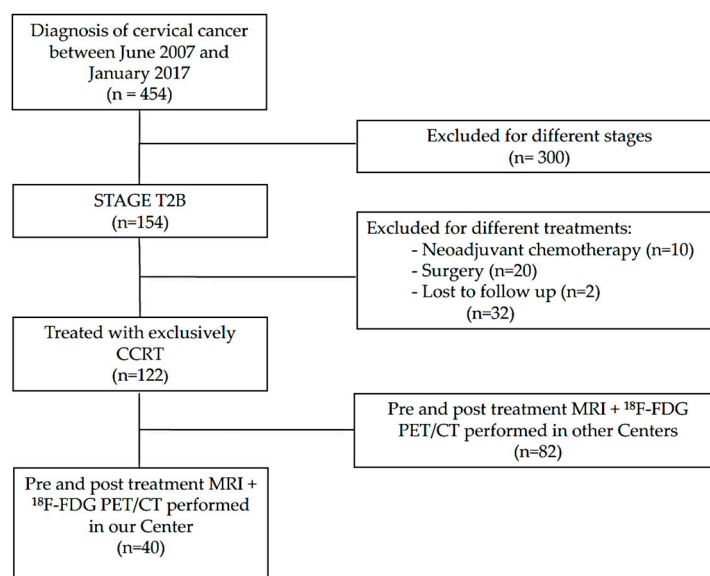 Diagnosis of cervical cancer
between June 2007 and
January 2017
(n = 454)
Excluded for different stages
(n= 300)
STAGE T2B
(n=154)
Excluded for different treatments:
- Neoadjuvant chemotherapy (n=10)
- Surgery (n=20)
- Lost to follow up (n=2)
(n=32)
Treated with exclusively
CCRT
(n=122)
Pre and post treatment MRI + ¹⁸F-FDG
PET/CT performed in other Centers
(n=82)
Pre and post treatment MRI +
¹⁸F-FDG PET/CT performed
in our Center
(n=40)